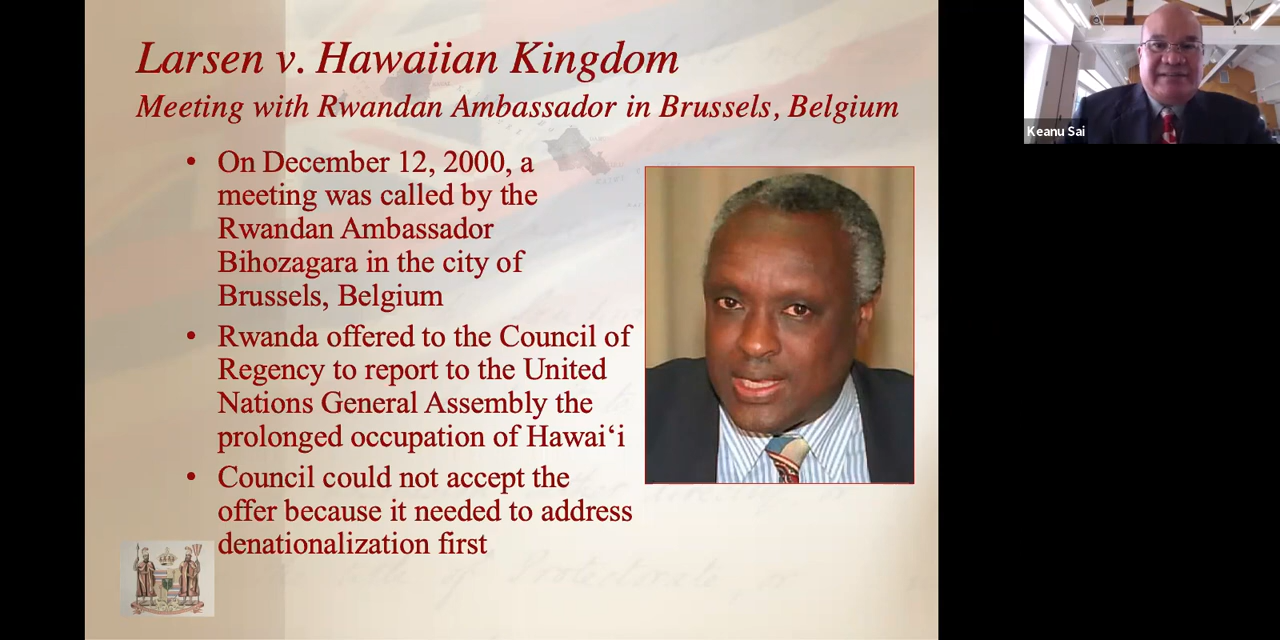 Larsen v. Hawaiian Kingdom
Meeting with Rwandan Ambassador in Brussels, Belgium
• On December 12, 2000, a
meeting was called by the
Rwandan Ambassador
Bihozagara in the city of
Brussels, Belgium
• Rwanda offered to the Council of
Regency to report to the United
Nations General Assembly the
prolonged occupation of Hawai‘i
• Council could not accept the
offer because it needed to address
denationalization first
Keanu Sai